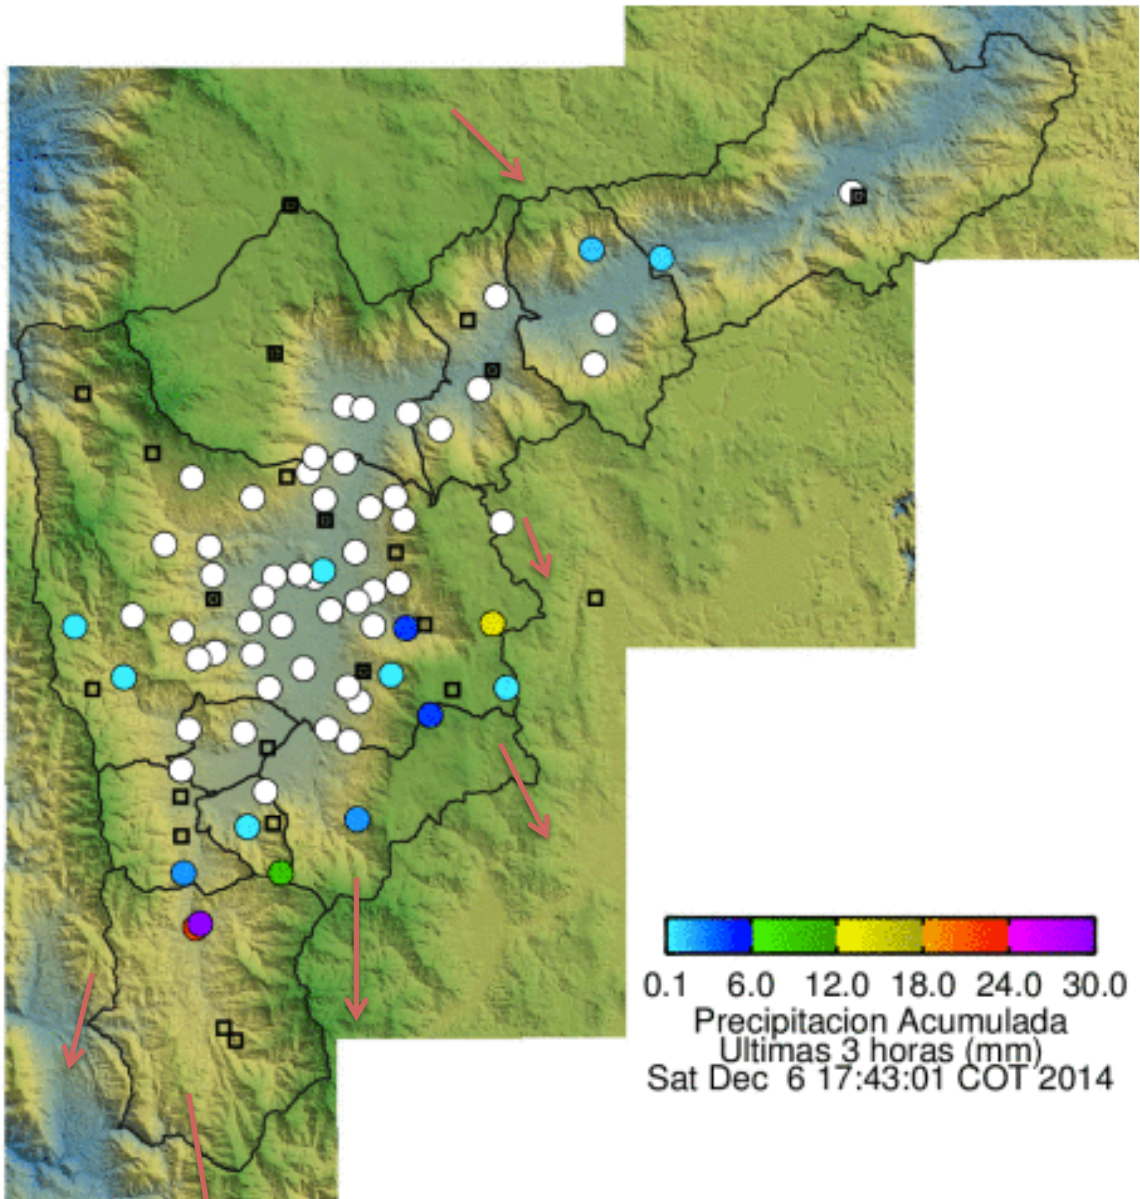 0.1 6.0 12.0 18.0 24.0 30.0
Precipitacion Acumulada
Ultimas 3 horas (mm)
Sat Dec 6 17:43:01 COT 2014